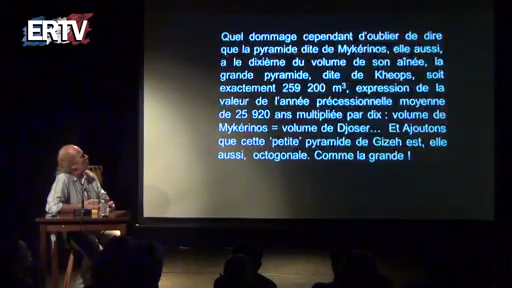 ERTV
Quel dommage cependant d'oublier de dire
que la pyramide dite de Mykérinos, elle aussi,
a le dixième du volume de son aînée, la
grande pyramide, dite de Kheops, soit
exactement 259 200 m³, expression de la
valeur de l'année précessionnelle moyenne
de 25 920 ans multipliée par dix : volume de
Mykérinos = volume de Djoser... Et Ajoutons
que cette 'petite' pyramide de Gizeh est, elle
aussi, octogonale. Comme la grande !